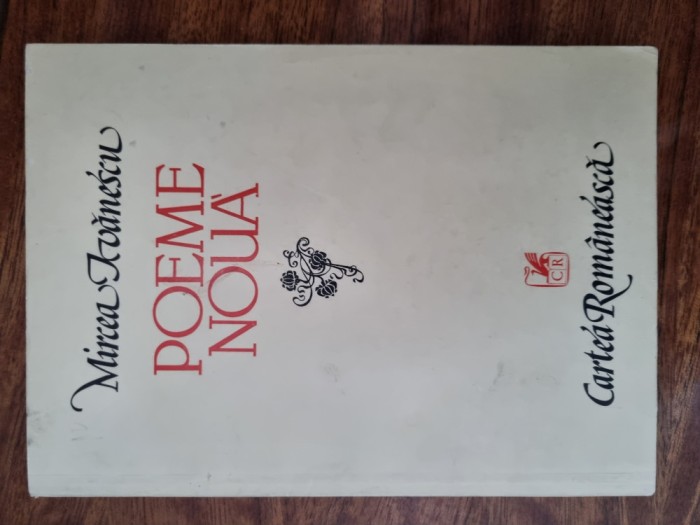 Mircea Ivănescu
POEME
NOUĂ
CR
Cartea Românească